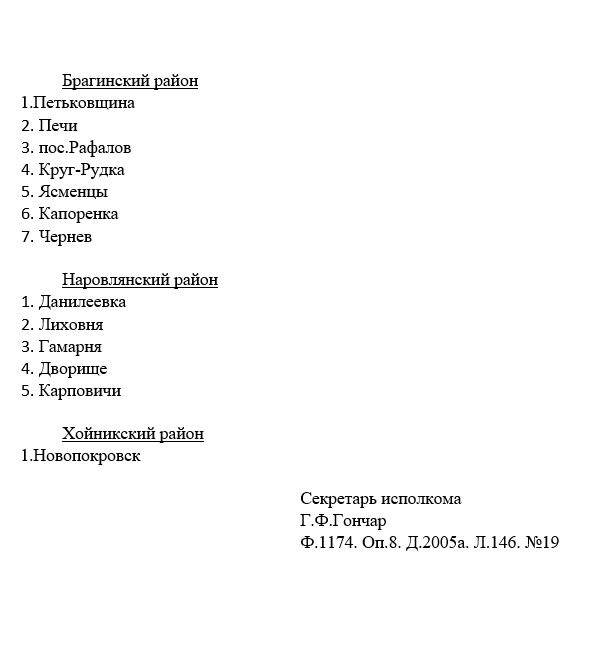 Брагинский район
1.Петьковщина
2. Печи
3. пос.Рафалов
4. Круг-Рудка
5. Ясменцы
6. Капоренка
7. Чернев
Наровлянский район
1. Данилеевка
2. Лиховня
3. Гамарня
4. Дворище
5. Карповичи
Хойникский район
1.Новопокровск
Секретарь исполкома
Г.Ф.Гончар
Ф.1174. Оп.8. Д.2005а. Л.146. №19